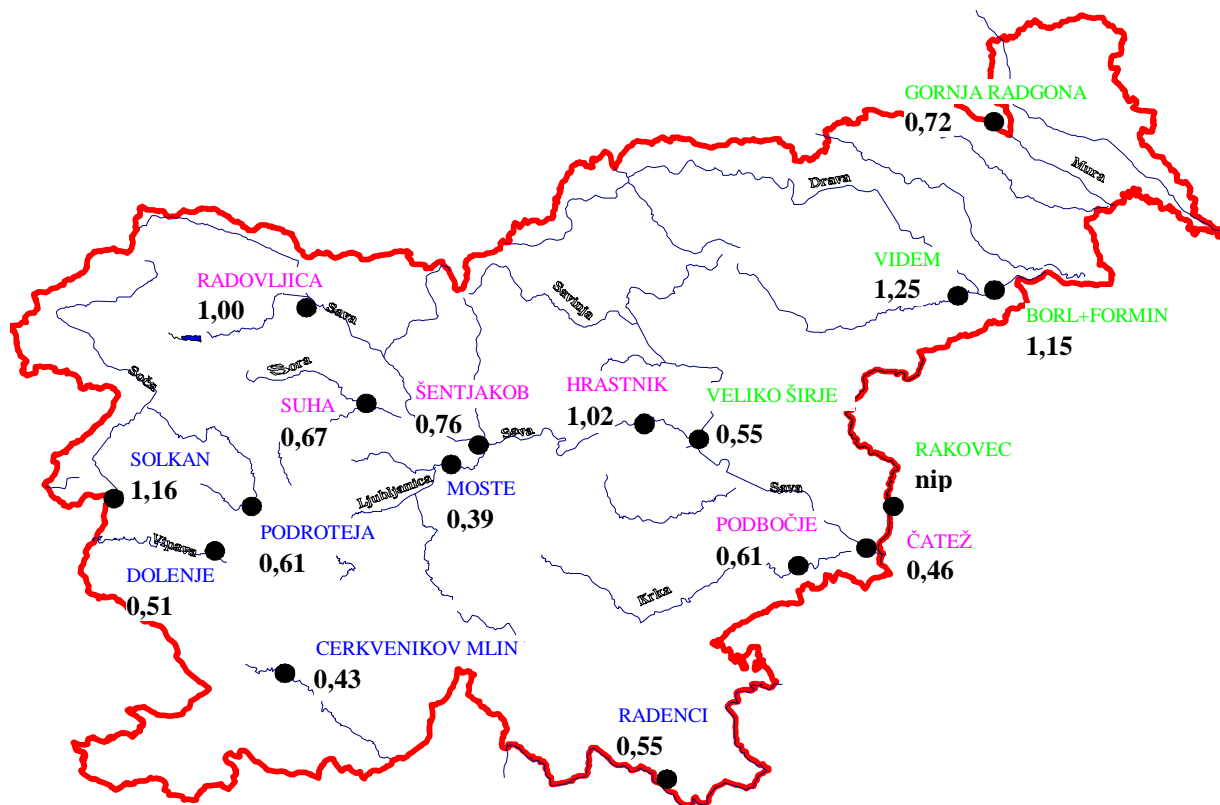 GORNJA RADGONA
0,72
Mura
Drava
VIDEM
1,25
BORL+FORMIN
1,15
RADOVLJICA
1,00
Sava
Savinja
Soča
Sora
SUHA
0,67
ŠENTJAKOB
0,76
Sava
HRASTNIK
1,02
VELIKO ŠIRJE
0,55
SOLKAN
1,16
Ljubljanica
MOSTE
0,39
Sava
RAKOVEC
nip
PODROTEJA
0,61
Vipava
DOLENJE
0,51
PODBOČJE
0,61
ČATEŽ
0,46
Krka
CERKVENIKOV MLIN
0,43
RADENCI
0,55